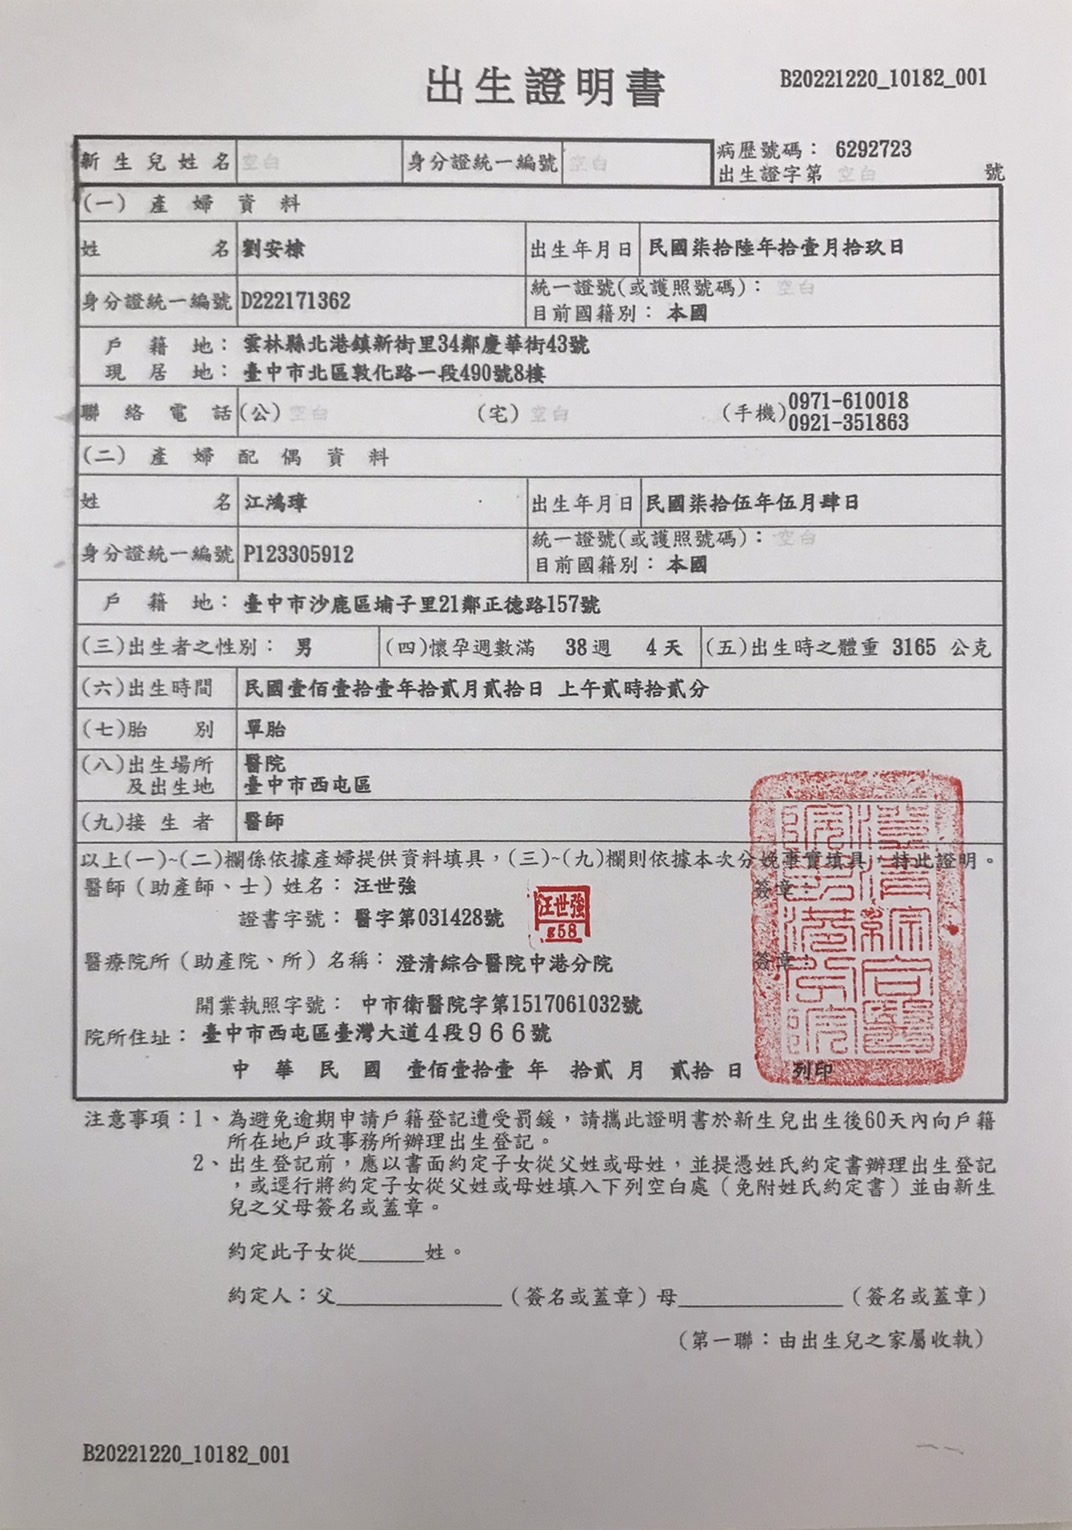 出生證明書
B20221220_10182_001
新生兒姓名 空白 身分證統一編號 空白 病歷號碼： 6292723
出生證字第 空白 號
(一) 產婦資料
姓名 劉安棣 出生年月日 民國柒拾陸年拾壹月拾玖日
身分證統一編號 D222171362 統一證號(或護照號碼)： 空白
目前國籍別： 本國
戶籍地： 雲林縣北港鎮新街里34鄰慶華街43號
現居地： 臺中市北區敦化路一段490號8樓
聯絡電話 (公) 空白 (宅) 空白 (手機) 0971-610018
0921-351863
(二) 產婦配偶資料
姓名 江鴻璋 出生年月日 民國柒拾伍年伍月肆日
身分證統一編號 P123305912 統一證號(或護照號碼)： 空白
目前國籍別： 本國
戶籍地： 臺中市沙鹿區埔子里21鄰正德路157號
(三)出生者之性別： 男 (四)懷孕週數滿 38週 4天 (五)出生時之體重 3165 公克
(六)出生時間 民國壹佰壹拾壹年拾貳月貳拾日 上午貳時拾貳分
(七)胎別 單胎
(八)出生場所 醫院
及出生地 臺中市西屯區
(九)接生者 醫師
以上(一)~(二)欄係依據產婦提供資料填具，(三)~(九)欄則依據本次分娩事實填具，特此證明。
醫師（助產師、士）姓名： 汪世強 簽章：
證書字號： 醫字第031428號
汪世強
g58
醫療院所（助產院、所）名稱： 澄清綜合醫院中港分院 簽章：
開業執照字號： 中市衛醫院字第1517061032號
院所住址： 臺中市西屯區臺灣大道４段９６６號
中華民國 壹佰壹拾壹 年 拾貳 月 貳拾 日 列印
注意事項：1、為避免逾期申請戶籍登記遭受罰鍰，請攜此證明書於新生兒出生後60天內向戶籍
所在地戶政事務所辦理出生登記。
2、出生登記前，應以書面約定子女從父姓或母姓，並提憑姓氏約定書辦理出生登記
，或逕行將約定子女從父姓或母姓填入下列空白處（免附姓氏約定書）並由新生
兒之父母簽名或蓋章。
約定此子女從______姓。
約定人：父_______________（簽名或蓋章）母_______________（簽名或蓋章）
（第一聯：由出生兒之家屬收執）
B20221220_10182_001